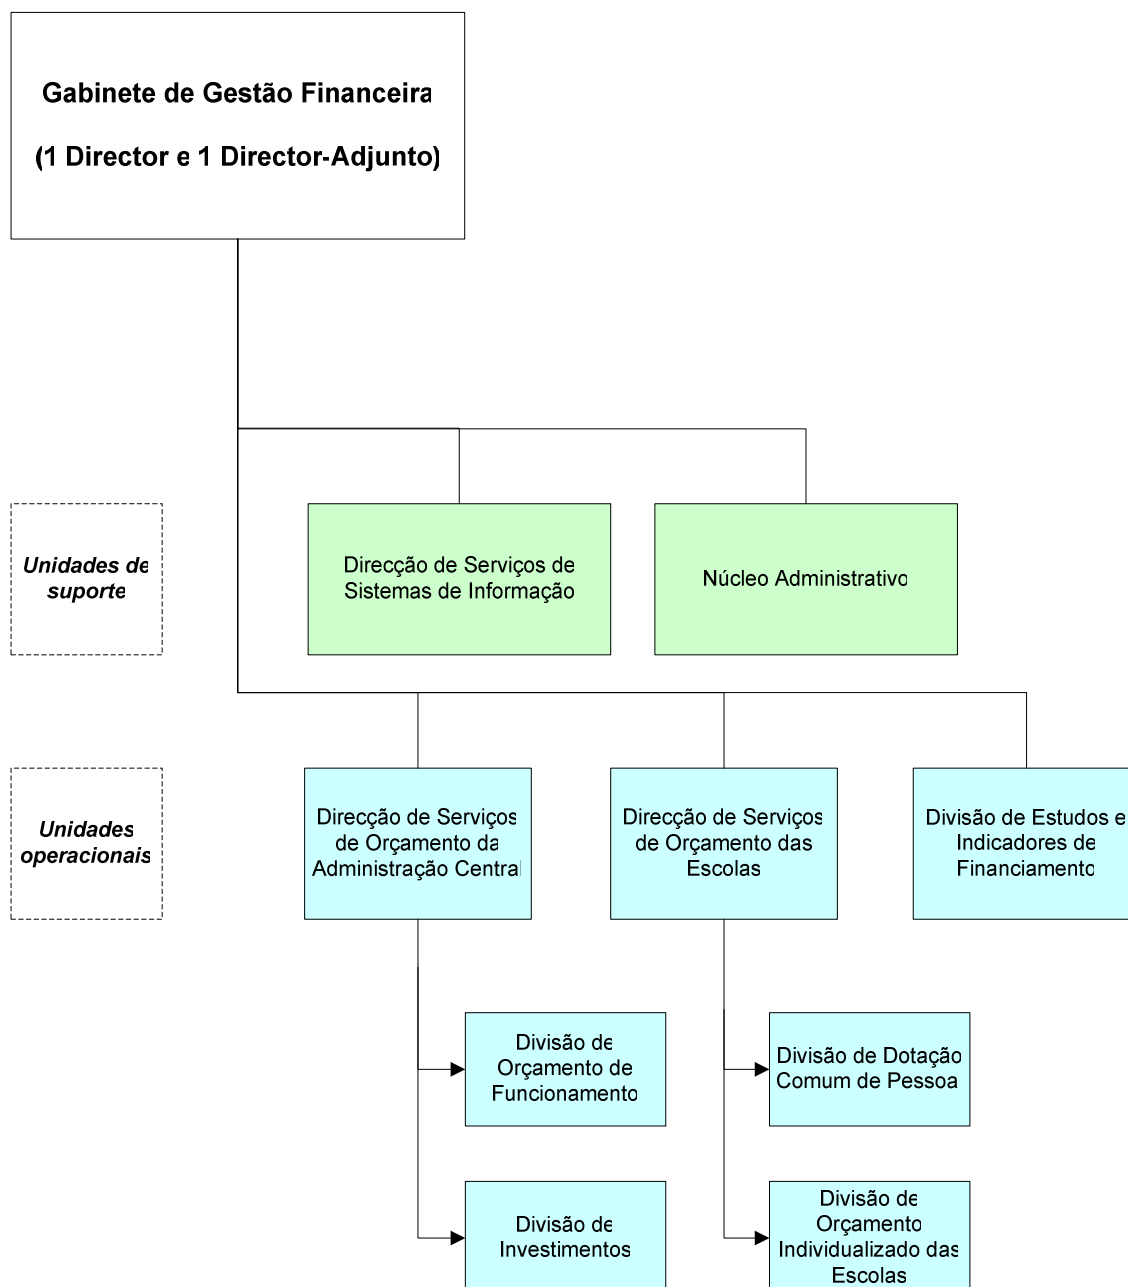 Gabinete de Gestão Financeira
(1 Director e 1 Director-Adjunto)
Unidades de
suporte
Direcção de Serviços de
Sistemas de Informação
Núcleo Administrativo
Unidades
operacionais
Direcção de Serviços
de Orçamento da
Administração Central
Direcção de Serviços
de Orçamento das
Escolas
Divisão de Estudos e
Indicadores de
Financiamento
Divisão de
Orçamento de
Funcionamento
Divisão de Dotação
Comum de Pessoal
Divisão de
Investimentos
Divisão de
Orçamento
Individualizado das
Escolas